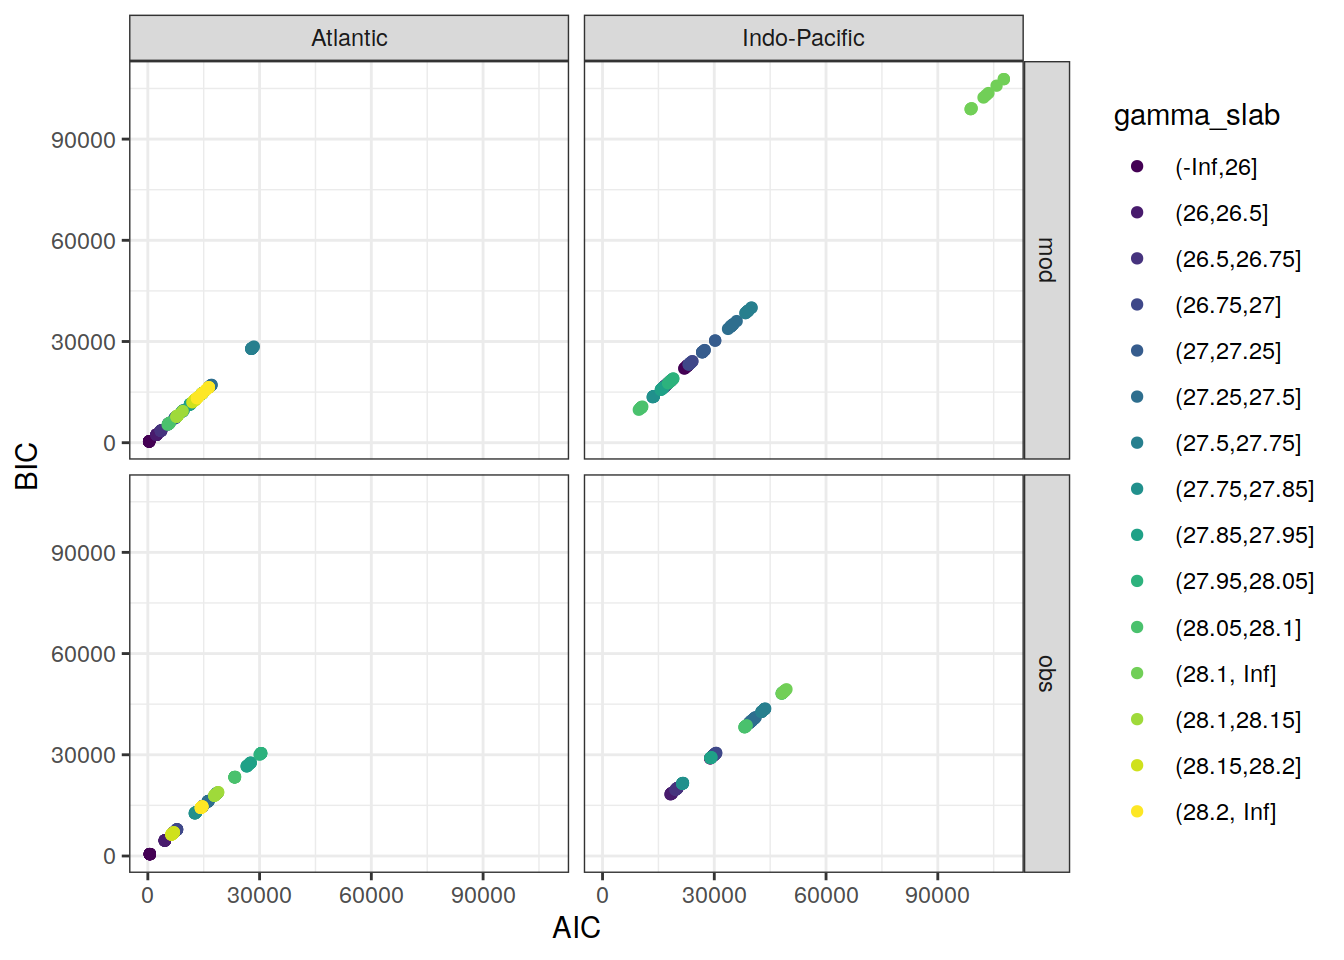 Atlantic
Indo-Pacific
90000
60000
30000
0
mod
90000
60000
30000
0
obs
0
30000
60000
90000
0
30000
60000
90000
AIC
BIC
gamma_slab
(-Inf,26]
(26,26.5]
(26.5,26.75]
(26.75,27]
(27,27.25]
(27.25,27.5]
(27.5,27.75]
(27.75,27.85]
(27.85,27.95]
(27.95,28.05]
(28.05,28.1]
(28.1, Inf]
(28.1,28.15]
(28.15,28.2]
(28.2, Inf]